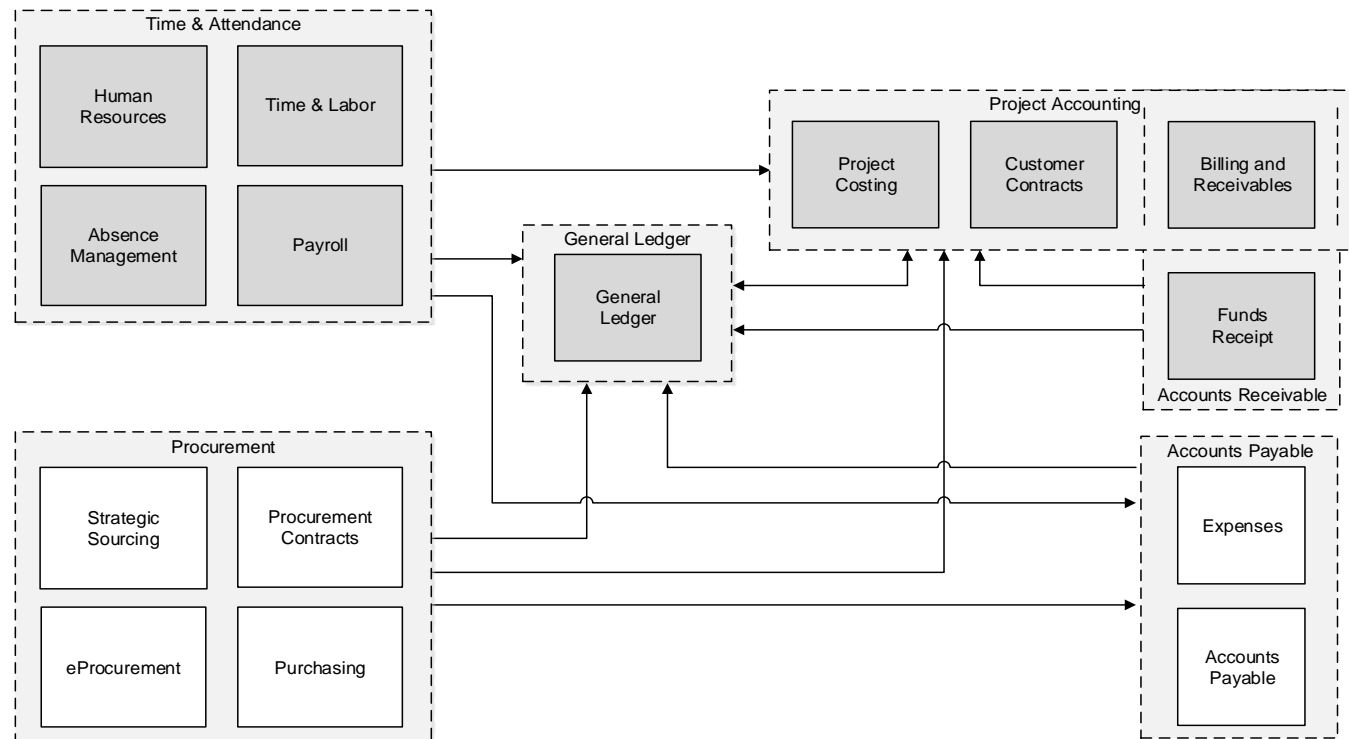 Time & Attendance
Human
Resources
Time & Labor
Absence
Management
Payroll
Project Accounting
Project
Costing
Customer
Contracts
Billing and
Receivables
General Ledger
General
Ledger
Funds
Receipt
Accounts Receivable
Procurement
Strategic
Sourcing
Procurement
Contracts
eProcurement
Purchasing
Accounts Payable
Expenses
Accounts
Payable